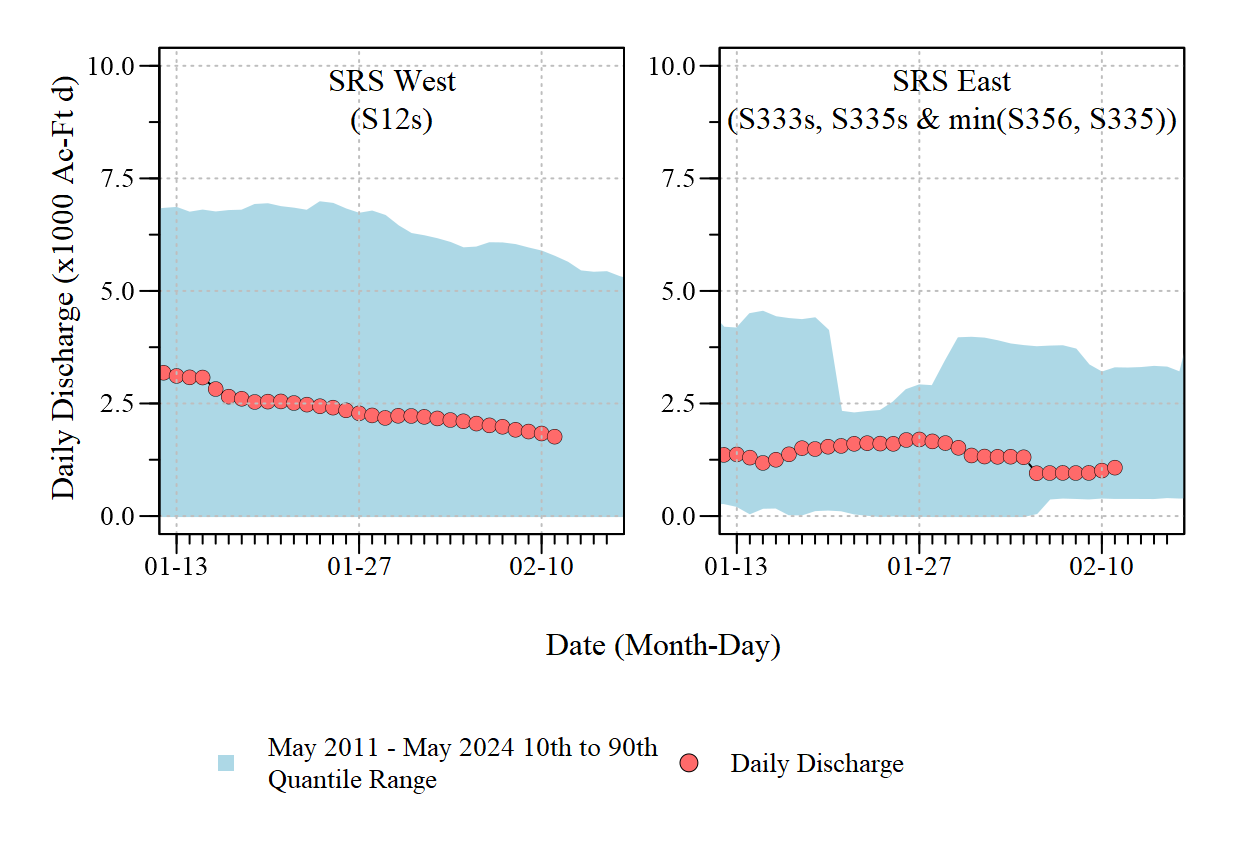 SRS West
(S12s)
SRS East
(S333s, S335s & min(S356, S335))
Daily Discharge (x1000 Ac-Ft d)
10.0
7.5
5.0
2.5
0.0
10.0
7.5
5.0
2.5
0.0
01-13
01-27
02-10
01-13
01-27
02-10
Date (Month-Day)
May 2011 - May 2024 10th to 90th
Quantile Range
Daily Discharge